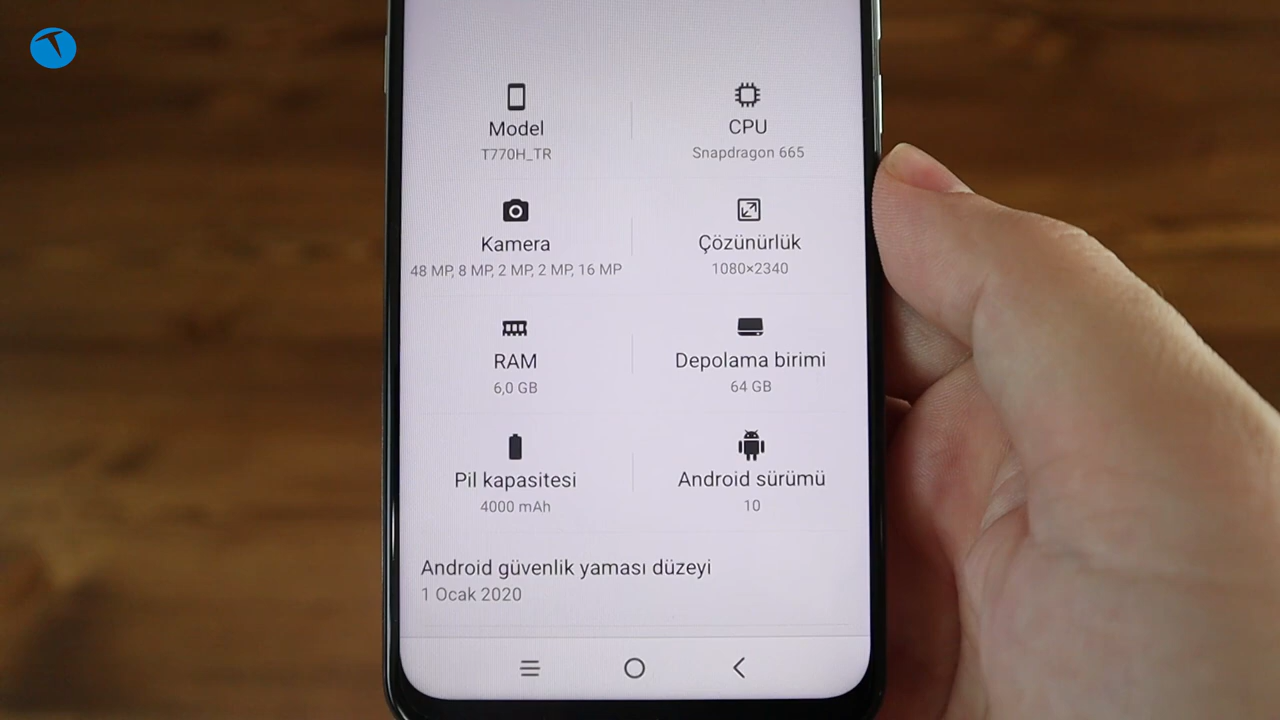 Model
T770H_TR
CPU
Snapdragon 665
Kamera
48 MP, 8 MP, 2 MP, 2 MP, 16 MP
Çözünürlük
1080×2340
RAM
6,0 GB
Depolama birimi
64 GB
Pil kapasitesi
4000 mAh
Android sürümü
10
Android güvenlik yaması düzeyi
1 Ocak 2020